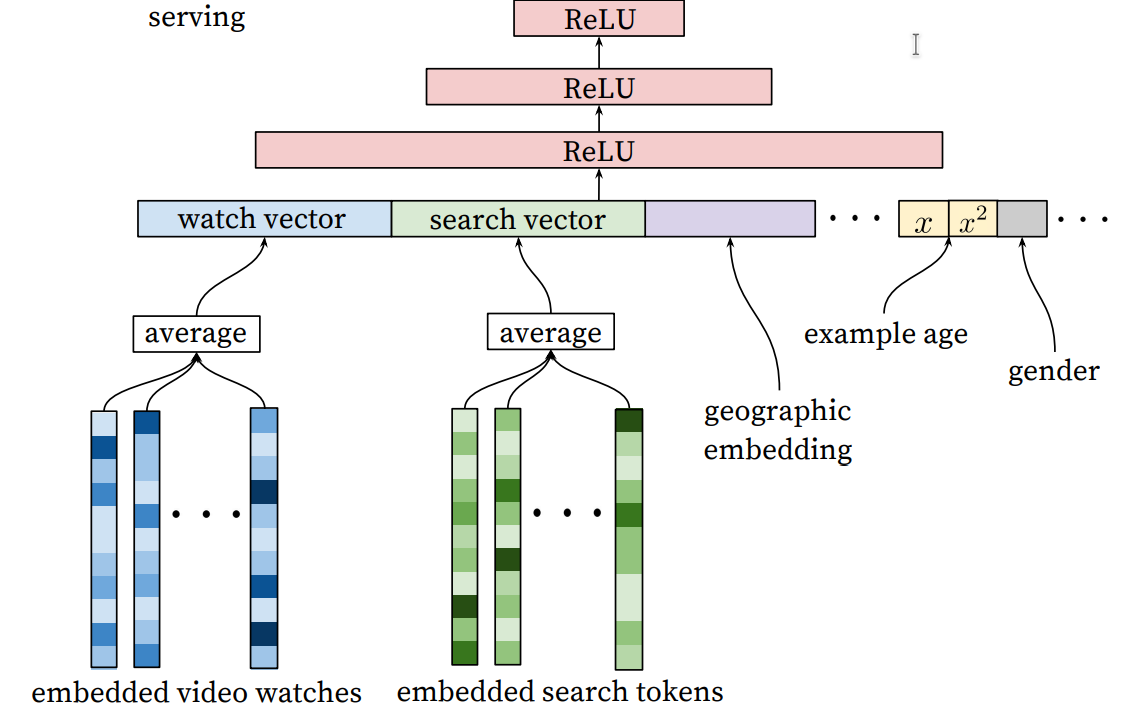 serving
ReLU
ReLU
ReLU
watch vector search vector x x²
average average
example age
gender
geographic
embedding
embedded video watches embedded search tokens